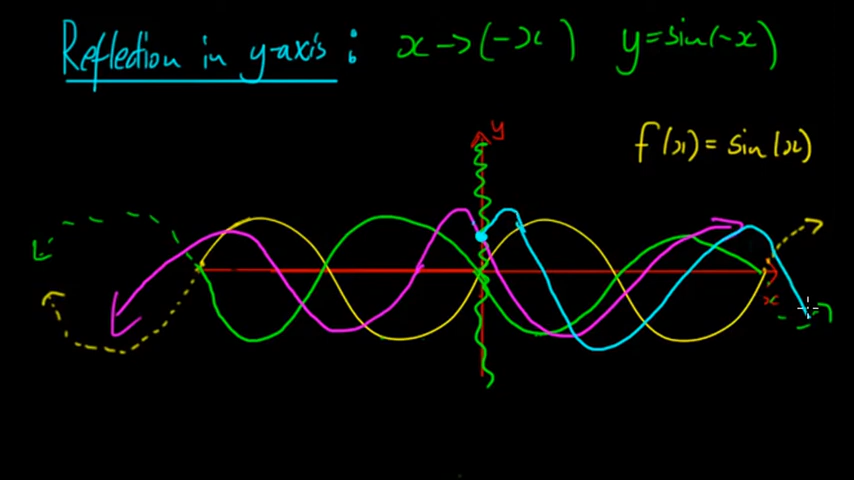 Reflection in y-axis : x → (-x) y = sin(-x)
y
f(x) = sin(x)
x